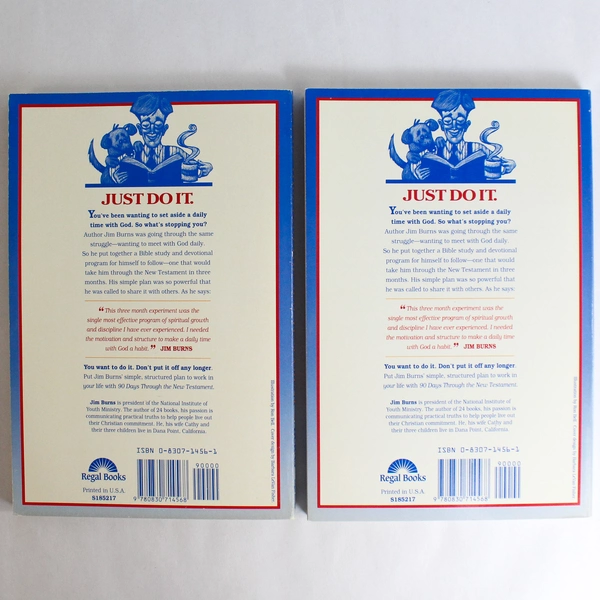 JUST DO IT.
You've been wanting to set aside a daily
time with God. So what's stopping you?
Author Jim Burns was going through the same
struggle—wanting to meet with God daily.
So he put together a Bible study and devotional
program for himself to follow—one that would
take him through the New Testament in three
months. His simple plan was so powerful that
he was called to share it with others. As he says:
"This three month experiment was the
single most effective program of spiritual growth
and discipline I have ever experienced. I needed
the motivation and structure to make a daily time
with God a habit." JIM BURNS
You want to do it. Don't put it off any longer.
Put Jim Burns' simple, structured plan to work in
your life with 90 Days Through the New Testament.
Jim Burns is president of the National Institute of
Youth Ministry. The author of 24 books, his passion is
communicating practical truths to help people live out
their Christian commitment. He, his wife Cathy and
their three children live in Dana Point, California.
Regal Books
Printed in U.S.A.
S185217
ISBN 0-8307-1456-1
90000
9 780830 714568
JUST DO IT.
You've been wanting to set aside a daily
time with God. So what's stopping you?
Author Jim Burns was going through the same
struggle—wanting to meet with God daily.
So he put together a Bible study and devotional
program for himself to follow—one that would
take him through the New Testament in three
months. His simple plan was so powerful that
he was called to share it with others. As he says:
"This three month experiment was the
single most effective program of spiritual growth
and discipline I have ever experienced. I needed
the motivation and structure to make a daily time
with God a habit." JIM BURNS
You want to do it. Don't put it off any longer.
Put Jim Burns' simple, structured plan to work in
your life with 90 Days Through the New Testament.
Jim Burns is president of the National Institute of
Youth Ministry. The author of 24 books, his passion is
communicating practical truths to help people live out
their Christian commitment. He, his wife Cathy and
their three children live in Dana Point, California.
Regal Books
Printed in U.S.A.
S185217
ISBN 0-8307-1456-1
90000
9 780830 714568